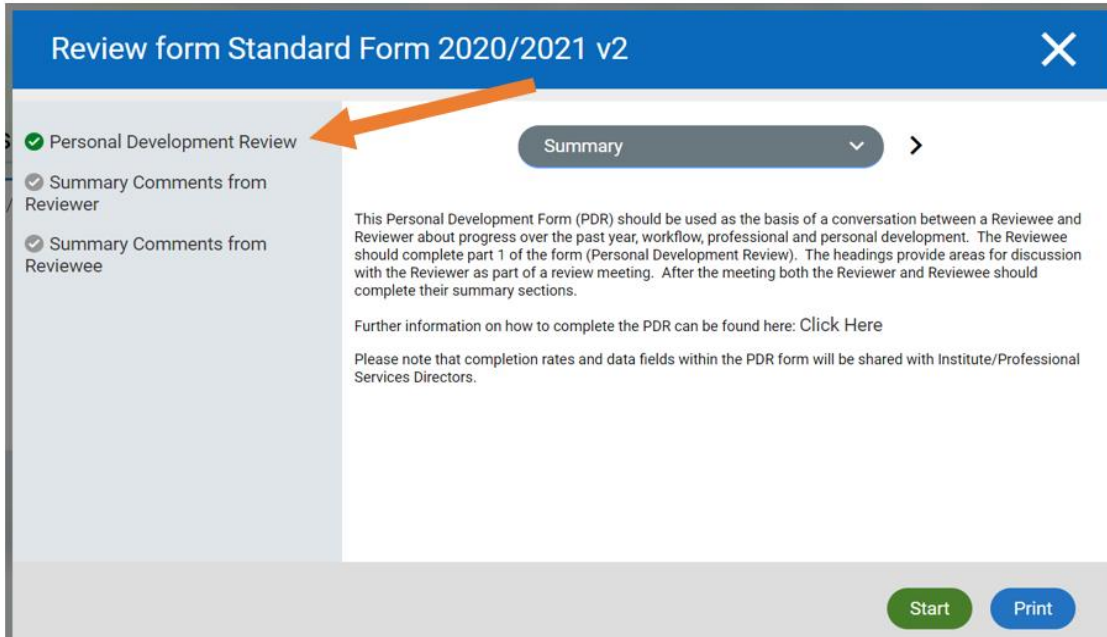 Review form Standard Form 2020/2021 v2
Personal Development Review
Summary Comments from
Reviewer
Summary Comments from
Reviewee
Summary
This Personal Development Form (PDR) should be used as the basis of a conversation between a Reviewee and
Reviewer about progress over the past year, workflow, professional and personal development. The Reviewee
should complete part 1 of the form (Personal Development Review). The headings provide areas for discussion
with the Reviewer as part of a review meeting. After the meeting both the Reviewer and Reviewee should
complete their summary sections.
Further information on how to complete the PDR can be found here: Click Here
Please note that completion rates and data fields within the PDR form will be shared with Institute/Professional
Services Directors.
Start
Print